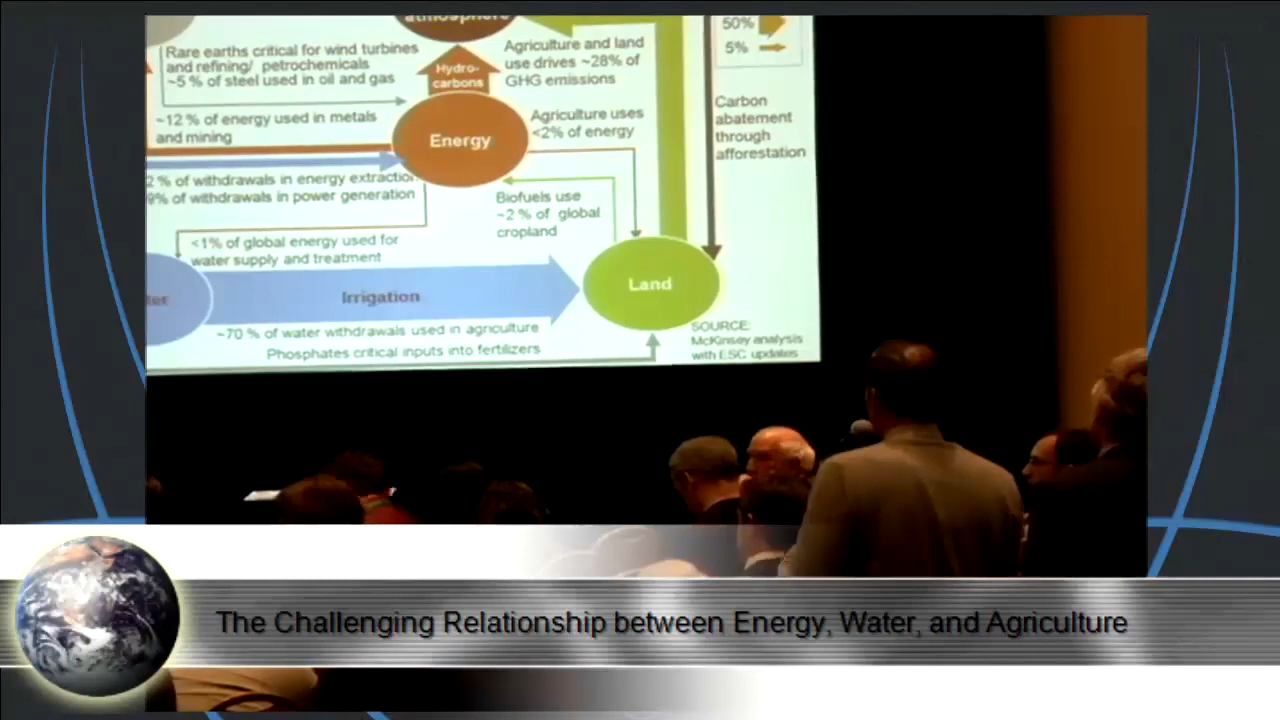 atmosphere
50%
5%
Rare earths critical for wind turbines
and refining/ petrochemicals
~5 % of steel used in oil and gas
Hydro-
carbons
Agriculture and land
use drives ~28% of
GHG emissions
~12 % of energy used in metals
and mining
Energy
Agriculture uses
<2% of energy
Carbon
abatement
through
afforestation
2 % of withdrawals in energy extraction
9% of withdrawals in power generation
Biofuels use
~2 % of global
cropland
<1% of global energy used for
water supply and treatment
ter
Irrigation
Land
~70 % of water withdrawals used in agriculture
Phosphates critical inputs into fertilizers
SOURCE:
McKinsey analysis
with ESC updates
The Challenging Relationship between Energy, Water, and Agriculture